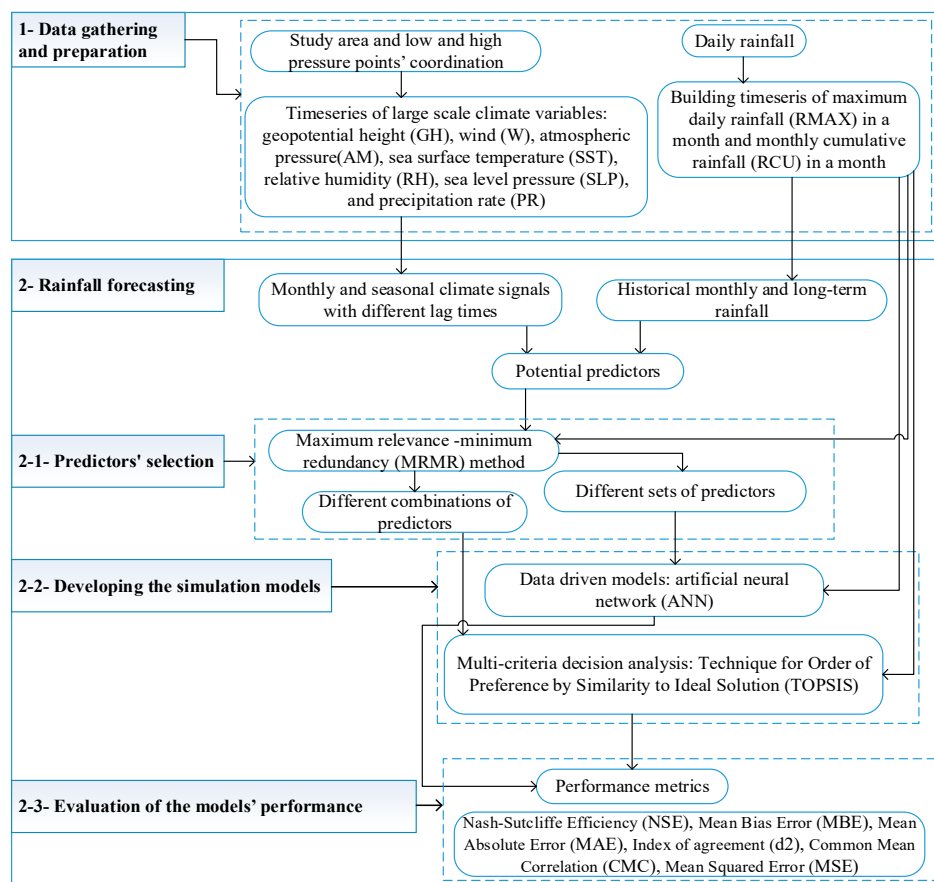 1- Data gathering
and preparation
Study area and low and high
pressure points' coordination
Daily rainfall
Timeseries of large scale climate variables:
geopotential height (GH), wind (W), atmospheric
pressure(AM), sea surface temperature (SST),
relative humidity (RH), sea level pressure (SLP),
and precipitation rate (PR)
Building timeseris of maximum
daily rainfall (RMAX) in a
month and monthly cumulative
rainfall (RCU) in a month
2- Rainfall forecasting
Monthly and seasonal climate signals
with different lag times
Historical monthly and long-term
rainfall
Potential predictors
2-1- Predictors' selection
Maximum relevance -minimum
redundancy (MRMR) method
Different combinations of
predictors
Different sets of predictors
2-2- Developing the simulation models
Data driven models: artificial neural
network (ANN)
Multi-criteria decision analysis: Technique for Order of
Preference by Similarity to Ideal Solution (TOPSIS)
2-3- Evaluation of the models' performance
Performance metrics
Nash-Sutcliffe Efficiency (NSE), Mean Bias Error (MBE), Mean
Absolute Error (MAE), Index of agreement (d2), Common Mean
Correlation (CMC), Mean Squared Error (MSE)